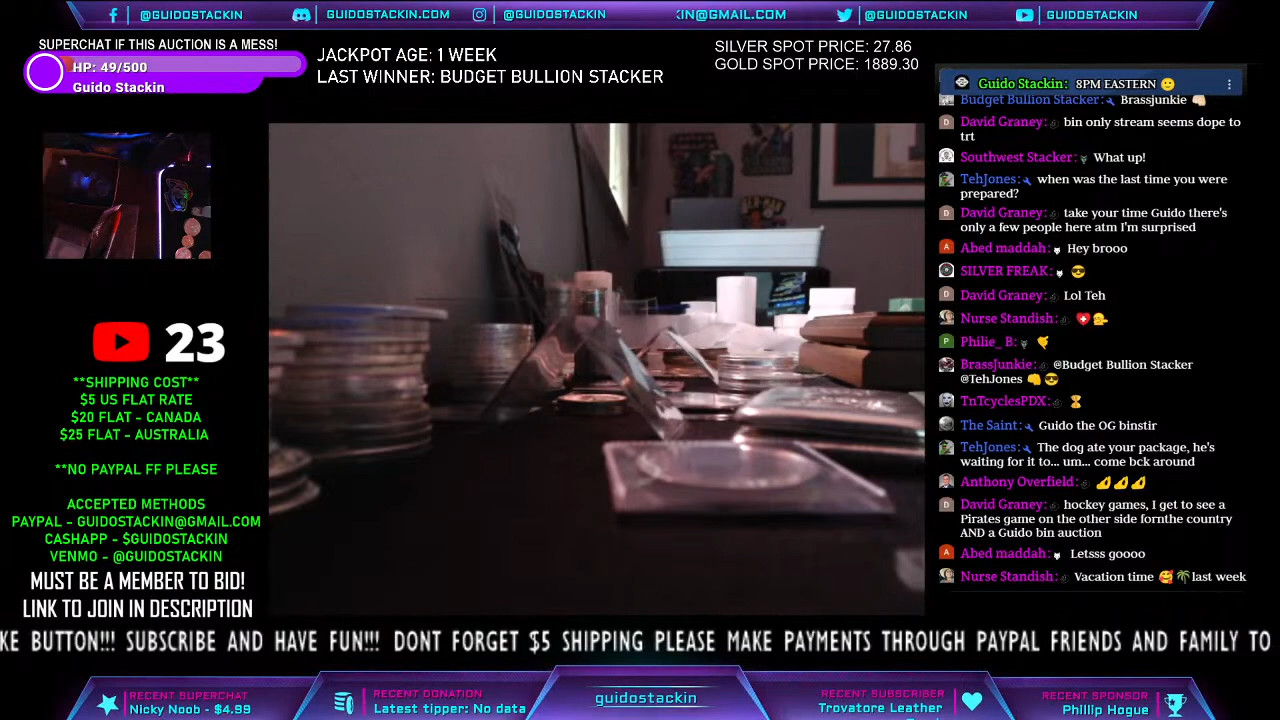 @GUIDOSTACKIN
GUIDOSTACKIN.COM
@GUIDOSTACKIN
KIN@GMAIL.COM
@GUIDOSTACKIN
GUIDOSTACKIN
SUPERCHAT IF THIS AUCTION IS A MESS!
HP: 49/500
Guido Stackin
JACKPOT AGE: 1 WEEK
LAST WINNER: BUDGET BULLION STACKER
SILVER SPOT PRICE: 27.86
GOLD SPOT PRICE: 1889.30
23
**SHIPPING COST**
$5 US FLAT RATE
$20 FLAT - CANADA
$25 FLAT - AUSTRALIA
**NO PAYPAL FF PLEASE
ACCEPTED METHODS
PAYPAL - GUIDOSTACKIN@GMAIL.COM
CASHAPP - $GUIDOSTACKIN
VENMO - @GUIDOSTACKIN
MUST BE A MEMBER TO BID!
LINK TO JOIN IN DESCRIPTION
Guido Stackin: 8PM EASTERN 🙂
Budget Bullion Stacker: Brassjunkie 👊🏻
David Graney: bin only stream seems dope to
trt
Southwest Stacker: What up!
TehJones: when was the last time you were
prepared?
David Graney: take your time Guido there's
only a few people here atm I'm surprised
Abed maddah: Hey brooo
SILVER FREAK: 😎
David Graney: Lol Teh
Nurse Standish:
Philie_ B:
BrassJunkie: @Budget Bullion Stacker
@TehJones 👊😎
TnTcyclesPDX:
The Saint: Guido the OG binstir
TehJones: The dog ate your package, he's
waiting for it to... um... come bck around
Anthony Overfield:
David Graney: hockey games, I get to see a
Pirates game on the other side fornthe country
AND a Guido bin auction
Abed maddah: Letsss goooo
Nurse Standish: Vacation time 🥰🌴last week
KE BUTTON!!! SUBSCRIBE AND HAVE FUN!!! DONT FORGET $5 SHIPPING PLEASE MAKE PAYMENTS THROUGH PAYPAL FRIENDS AND FAMILY TO
RECENT SUPERCHAT
Nicky Noob - $4.99
RECENT DONATION
Latest tipper: No data
guidostackin
RECENT SUBSCRIBER
Trovatore Leather
RECENT SPONSOR
Phillip Hogue